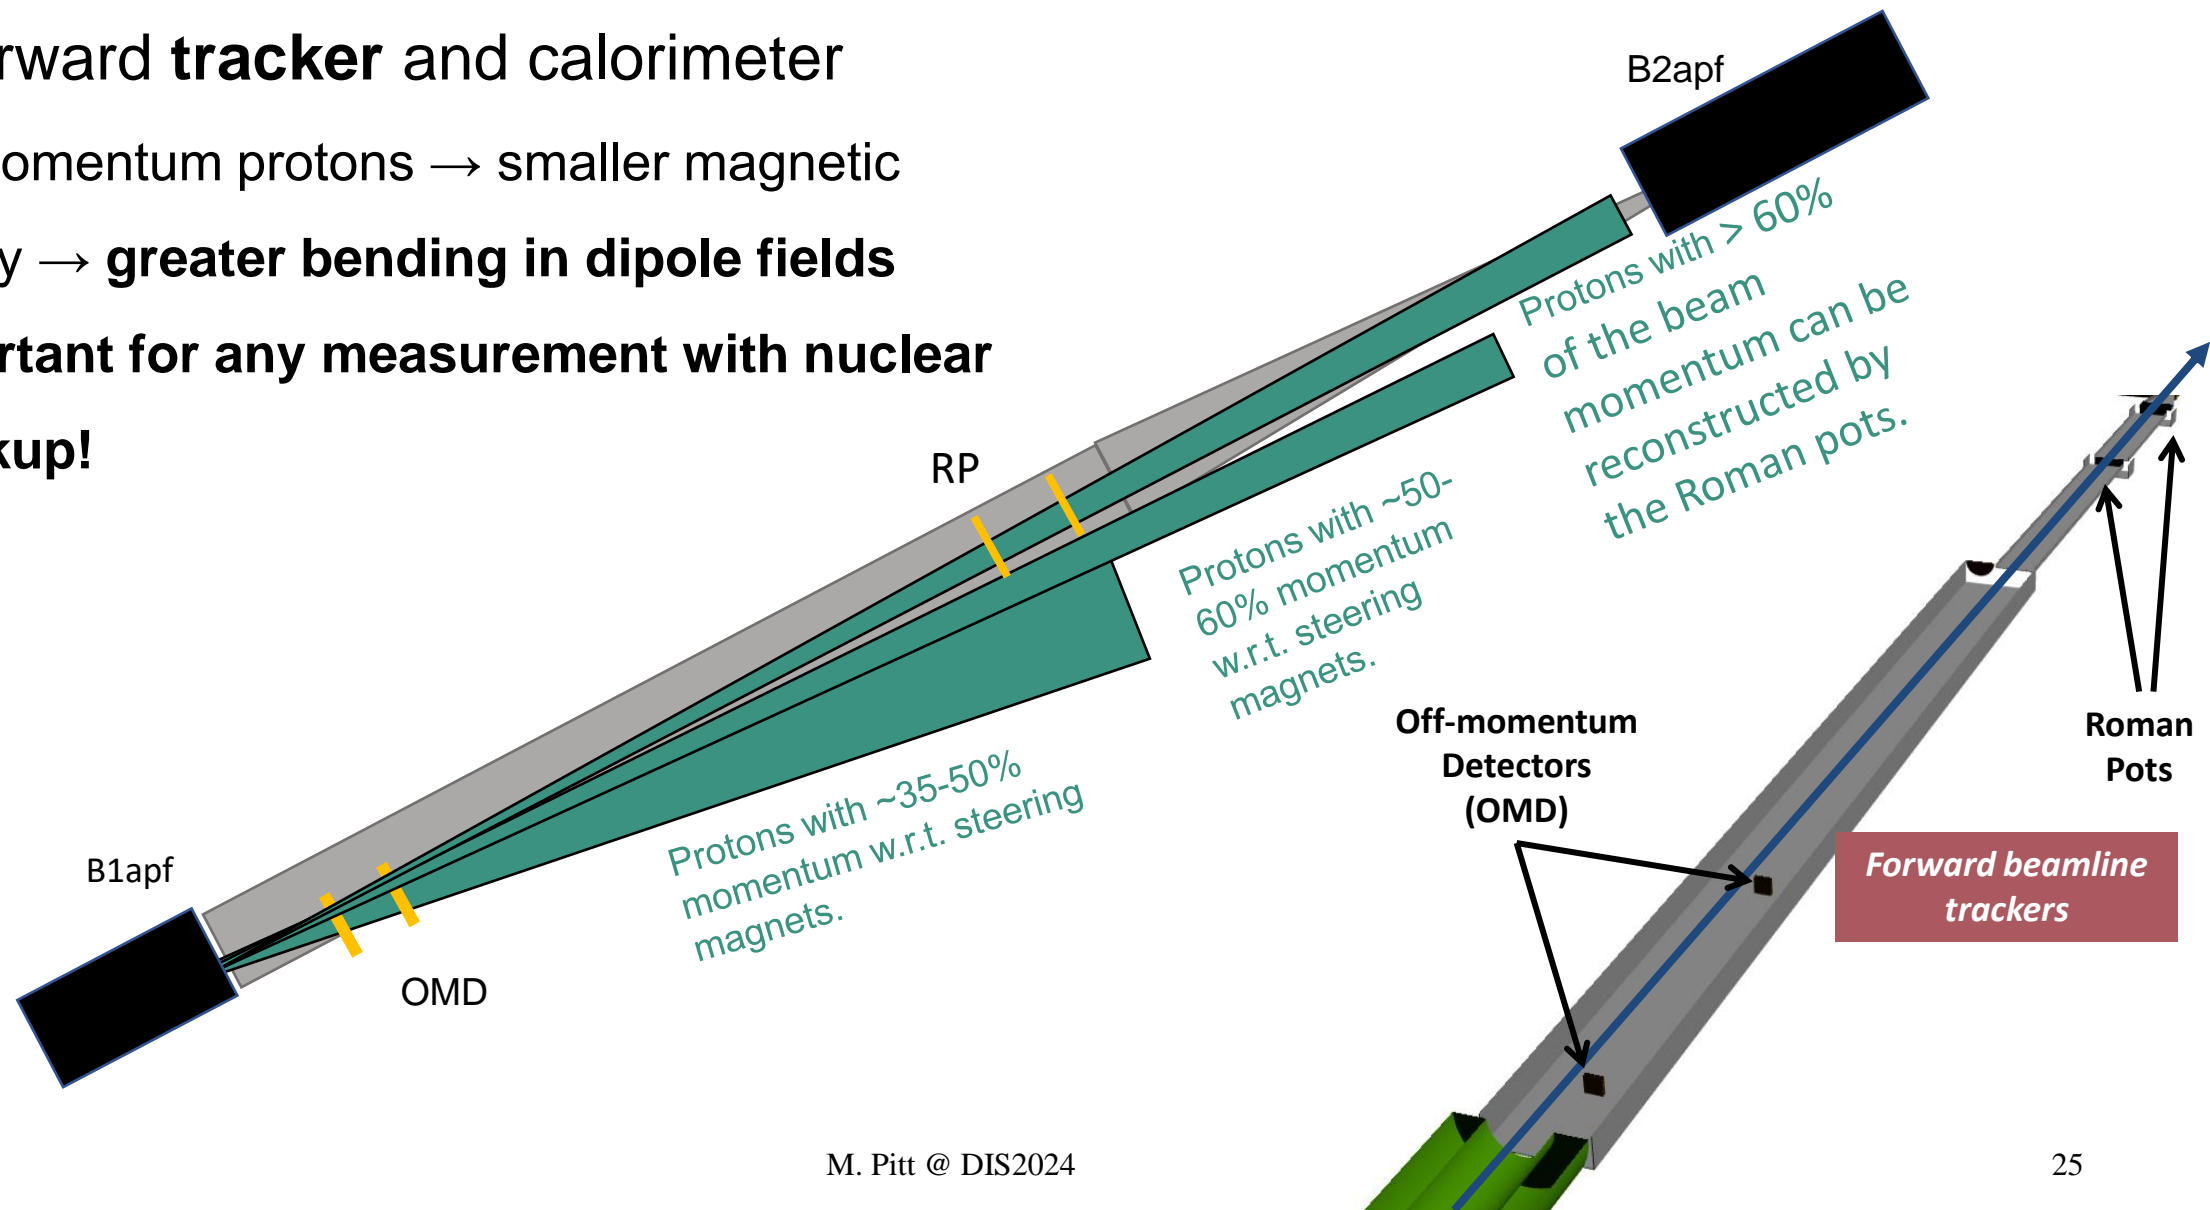 rward tracker and calorimeter
omentum protons → smaller magnetic
y → greater bending in dipole fields
rtant for any measurement with nuclear
kup!
B2apf
Protons with > 60%
of the beam
momentum can be
reconstructed by
the Roman pots.
RP
Protons with ~50-
60% momentum
w.r.t. steering
magnets.
Protons with ~35-50%
momentum w.r.t. steering
magnets.
B1apf
OMD
Off-momentum
Detectors
(OMD)
Roman
Pots
Forward beamline
trackers
M. Pitt @ DIS2024
25